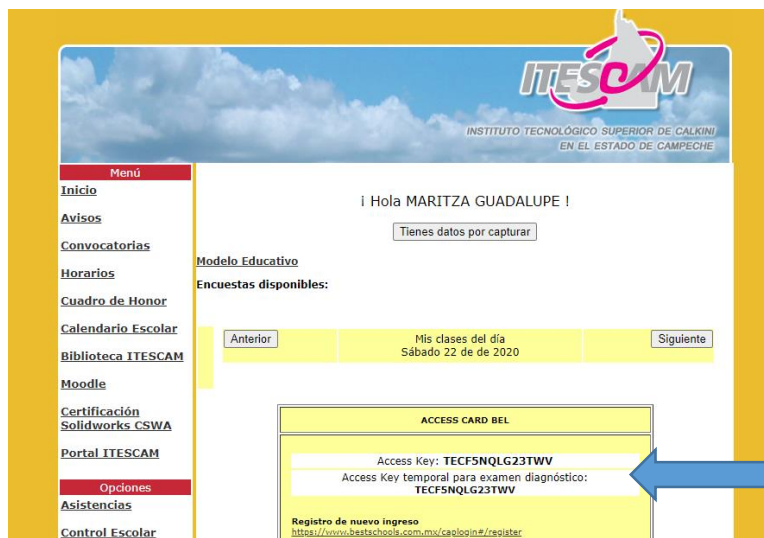 ITESCAM
INSTITUTO TECNOLÓGICO SUPERIOR DE CALKINI
EN EL ESTADO DE CAMPECHE
Menú
Inicio
Avisos
Convocatorias
Horarios
Cuadro de Honor
Calendario Escolar
Biblioteca ITESCAM
Moodle
Certificación
Solidworks CSWA
Portal ITESCAM
Opciones
Asistencias
Control Escolar
¡ Hola MARITZA GUADALUPE !
Tienes datos por capturar
Modelo Educativo
Encuestas disponibles:
Anterior
Mis clases del día
Sábado 22 de de 2020
Siguiente
ACCESS CARD BEL
Access Key: TECF5NQLG23TWV
Access Key temporal para examen diagnóstico:
TECF5NQLG23TWV
Registro de nuevo ingreso
https://www.bestschools.com.mx/caplogin#/register